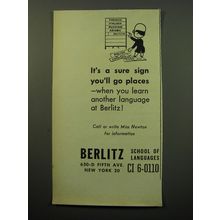 It's a sure sign
you'll go places
—when you learn
another language
at Berlitz!
Call or write Miss Newton
for information
BERLITZ SCHOOL OF LANGUAGES
630-D FIFTH AVE.
NEW YORK 20
CI 6-0110